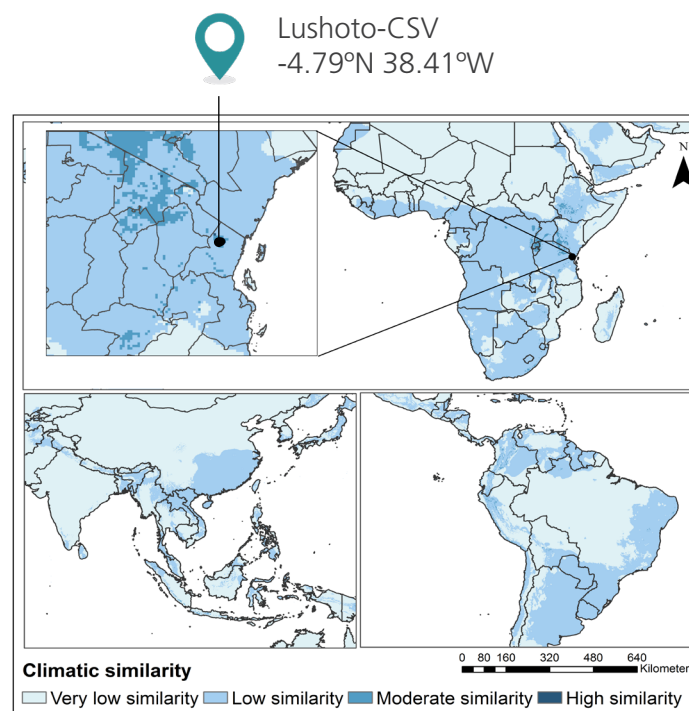 Lushoto-CSV
-4.79ºN 38.41ºW
N
Climatic similarity
0 80 160 320 480 640
Kilometer
Very low similarity Low similarity Moderate similarity High similarity